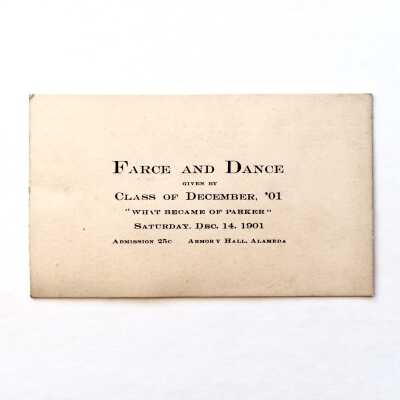 FARCE AND DANCE
GIVEN BY
CLASS OF DECEMBER, '01
"WHAT BECAME OF PARKER"
SATURDAY, DEC. 14, 1901
ADMISSION 25C ARMORY HALL, ALAMEDA